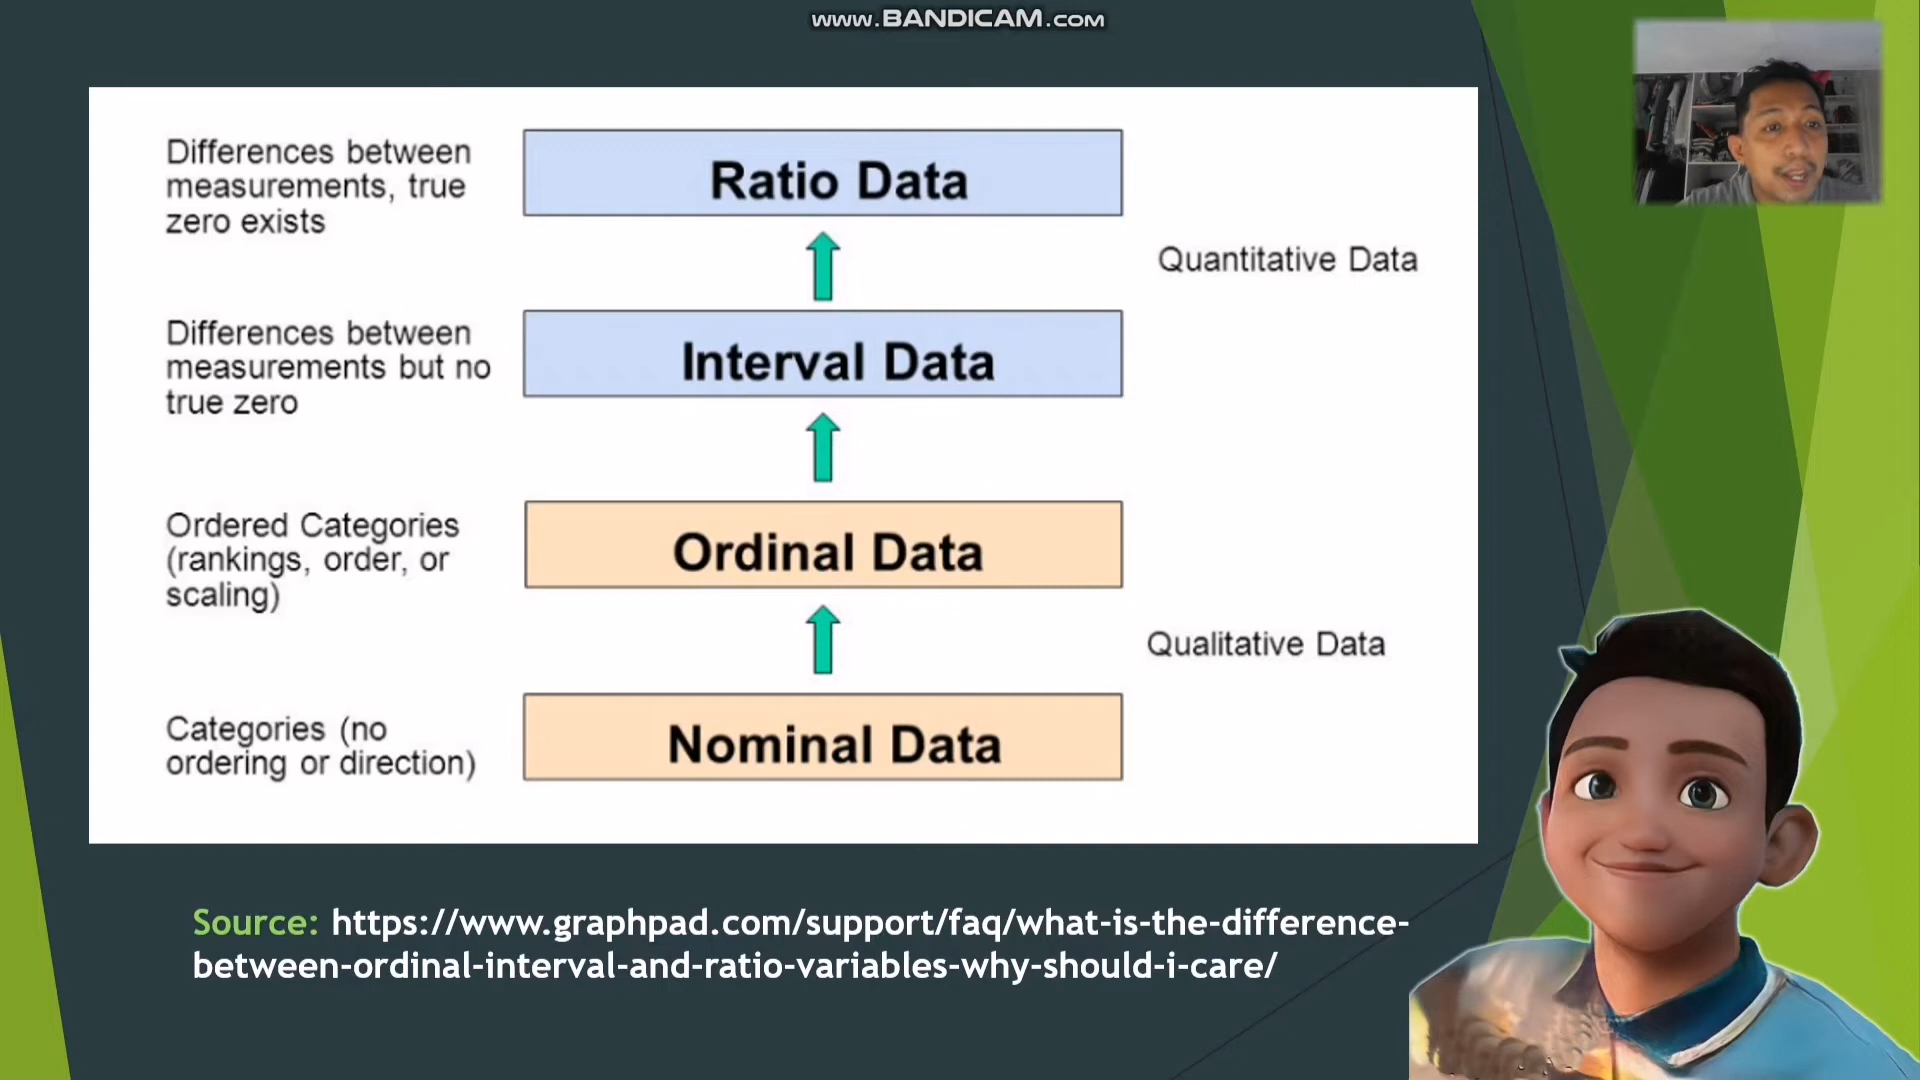 www.BANDICAM.com
Differences between
measurements, true
zero exists
Ratio Data
Quantitative Data
Differences between
measurements but no
true zero
Interval Data
Ordered Categories
(rankings, order, or
scaling)
Ordinal Data
Qualitative Data
Categories (no
ordering or direction)
Nominal Data
Source: https://www.graphpad.com/support/faq/what-is-the-difference-
between-ordinal-interval-and-ratio-variables-why-should-i-care/